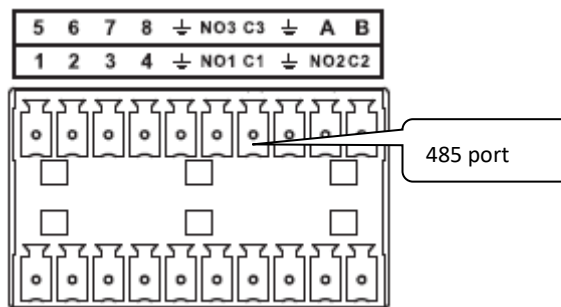 5 6 7 8 ⏚ NO3 C3 ⏚ A B
1 2 3 4 ⏚ NO1 C1 ⏚ NO2 C2
485 port